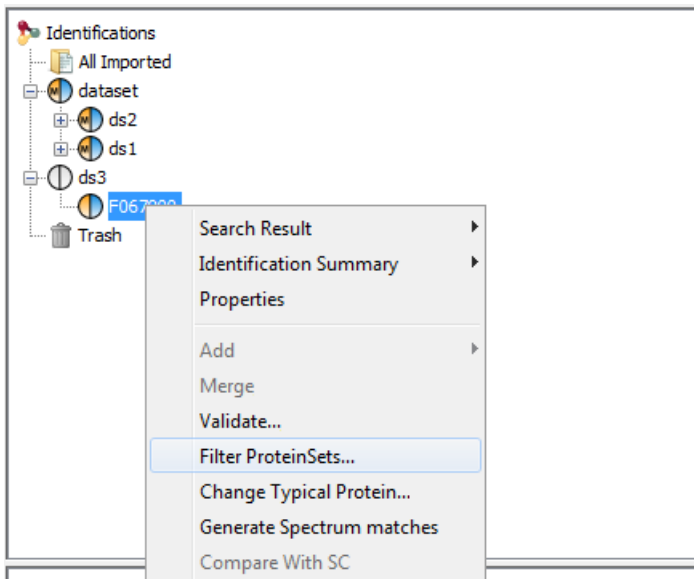 Identifications
All Imported
dataset
ds2
ds1
ds3
Trash
Search Result
Identification Summary
Properties
Add
Merge
Validate...
Filter ProteinSets...
Change Typical Protein...
Generate Spectrum matches
Compare With SC